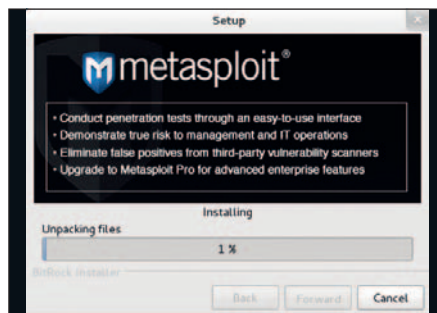 Setup
metasploit®
• Conduct penetration tests through an easy-to-use interface
• Demonstrate true risk to management and IT operations
• Eliminate false positives from third-party vulnerability scanners
• Upgrade to Metasploit Pro for advanced enterprise features
Installing
Unpacking files
1 %
BitRock Installer
Back Forward Cancel